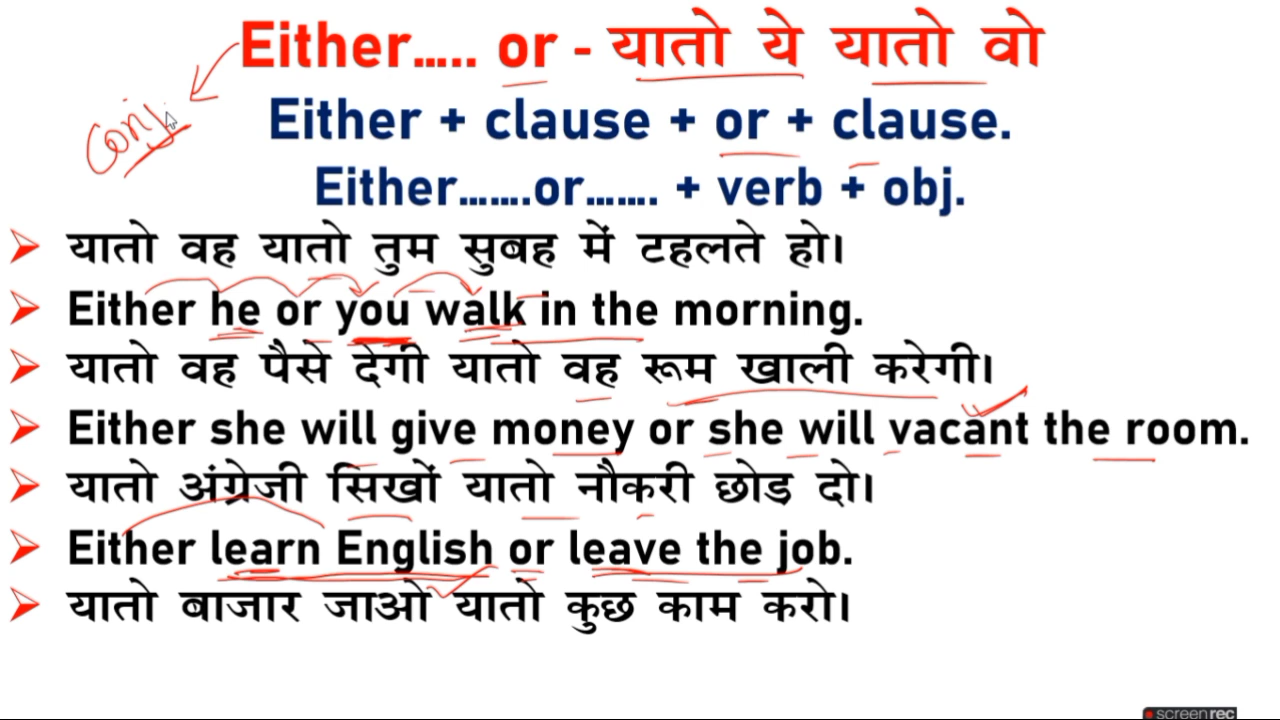 Either..... or - यातो ये यातो वो
Conj.
Either + clause + or + clause.
Either.......or....... + verb + obj.
यातो वह यातो तुम सुबह में टहलते हो।
Either he or you walk in the morning.
यातो वह पैसे देगी यातो वह रूम खाली करेगी।
Either she will give money or she will vacant the room.
यातो अंग्रेजी सिखों यातो नौकरी छोड दो।
Either learn English or leave the job.
यातो बाजार जाओ यातो कुछ काम करो।
screenrec